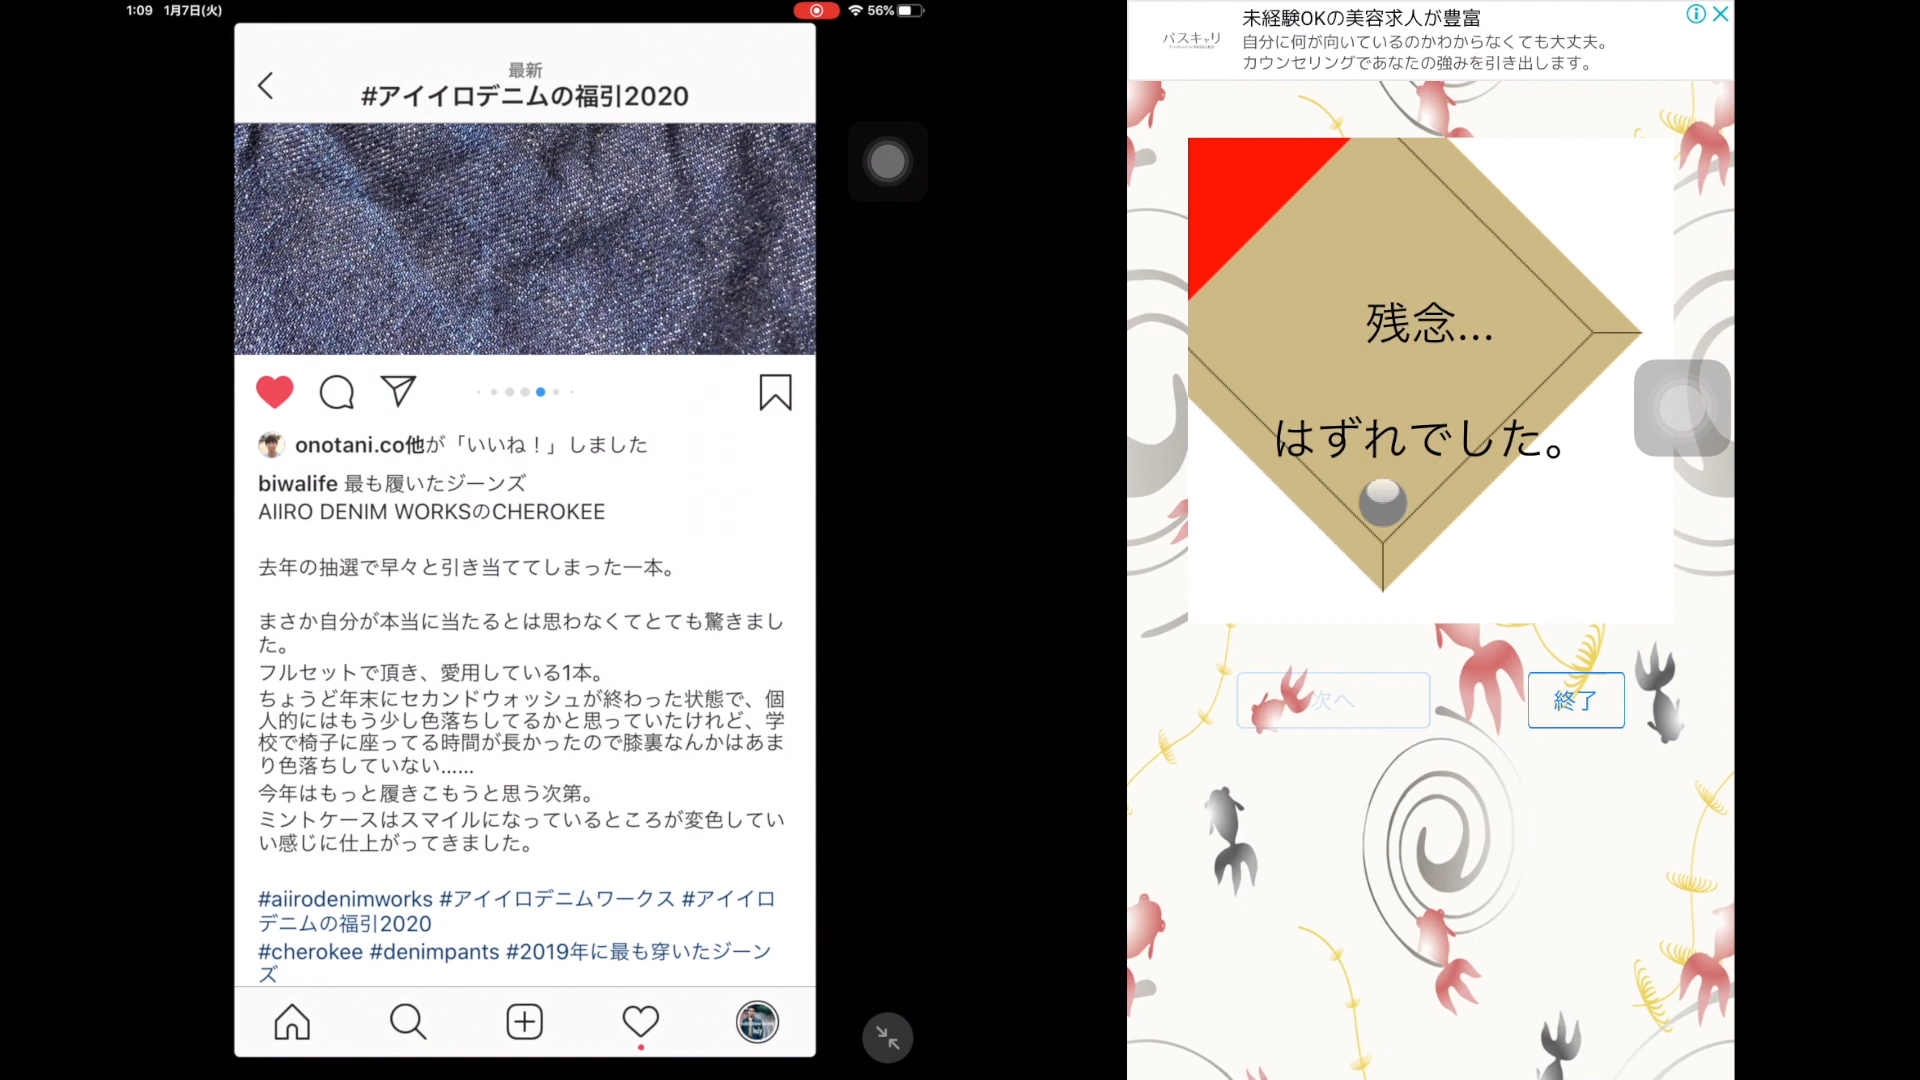 1:09 1月7日(火)
56%
最新
#アイイロデニムの福引2020
onotani.co他が「いいね！」しました
biwalife 最も履いたジーンズ
AIIRO DENIM WORKSのCHEROKEE
去年の抽選で早々と引き当ててしまった一本。
まさか自分が本当に当たるとは思わなくてとても驚きまし
た。
フルセットで頂き、愛用している1本。
ちょうど年末にセカンドウォッシュが終わった状態で、個
人的にはもう少し色落ちしてるかと思っていたけれど、学
校で椅子に座ってる時間が長かったので膝裏なんかはあま
り色落ちしていない......
今年はもっと履きこもうと思う次第。
ミントケースはスマイルになっているところが変色してい
い感じに仕上がってきました。
#aiirodenimworks #アイイロデニムワークス #アイイロ
デニムの福引2020
#cherokee #denimpants #2019年に最も穿いたジーン
ズ
パスキャリ
未経験OKの美容求人が豊富
自分に何が向いているのかわからなくても大丈夫。
カウンセリングであなたの強みを引き出します。
残念...
はずれでした。
次へ
終了